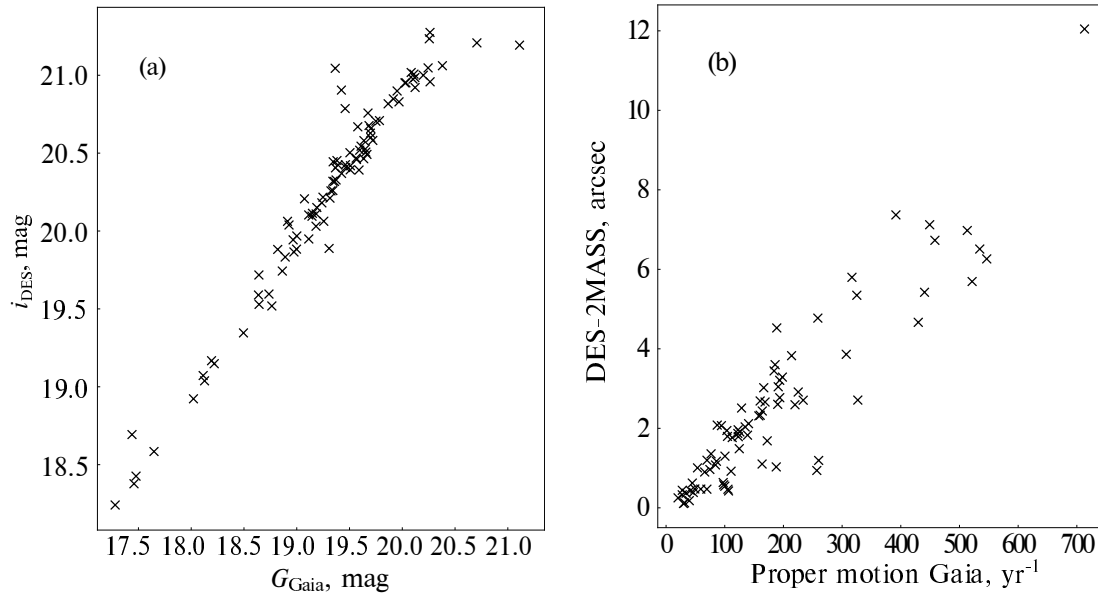 (a)
21.0
20.5
20.0
19.5
19.0
18.5
i_DES, mag
17.5 18.0 18.5 19.0 19.5 20.0 20.5 21.0
G_Gaia, mag
(b)
12
10
8
6
4
2
0
DES-2MASS, arcsec
0 100 200 300 400 500 600 700
Proper motion Gaia, yr⁻¹